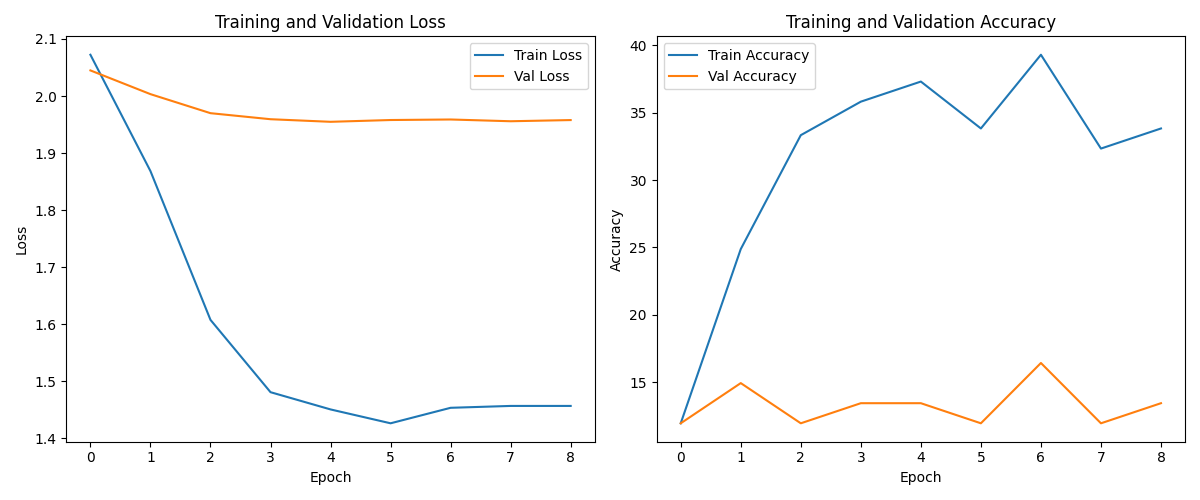 Training and Validation Loss
2.1
2.0
1.9
1.8
1.7
1.6
1.5
1.4
Loss
Train Loss
Val Loss
0 1 2 3 4 5 6 7 8
Epoch
Training and Validation Accuracy
40
35
30
25
20
15
Accuracy
Train Accuracy
Val Accuracy
0 1 2 3 4 5 6 7 8
Epoch